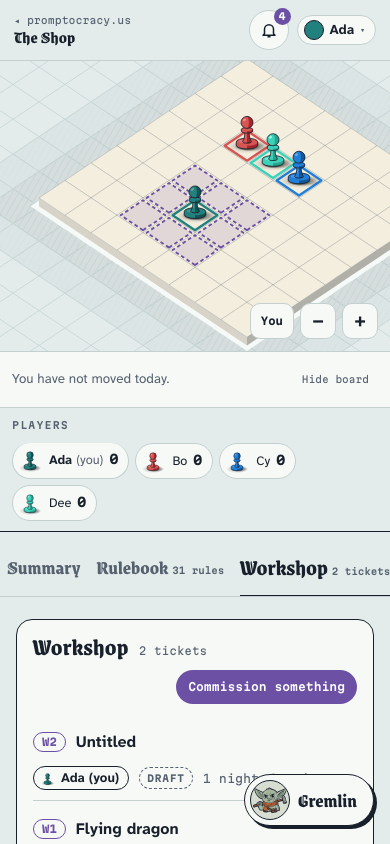 ◂ promptocracy.us
The Shop
4
Ada ▾
You
−
+
You have not moved today.
Hide board
PLAYERS
Ada (you) 0
Bo 0
Cy 0
Dee 0
Summary
Rulebook 31 rules
Workshop 2 tickets
Workshop 2 tickets
Commission something
W2 Untitled
Ada (you) DRAFT 1 night
Gremlin
W1 Flying dragon